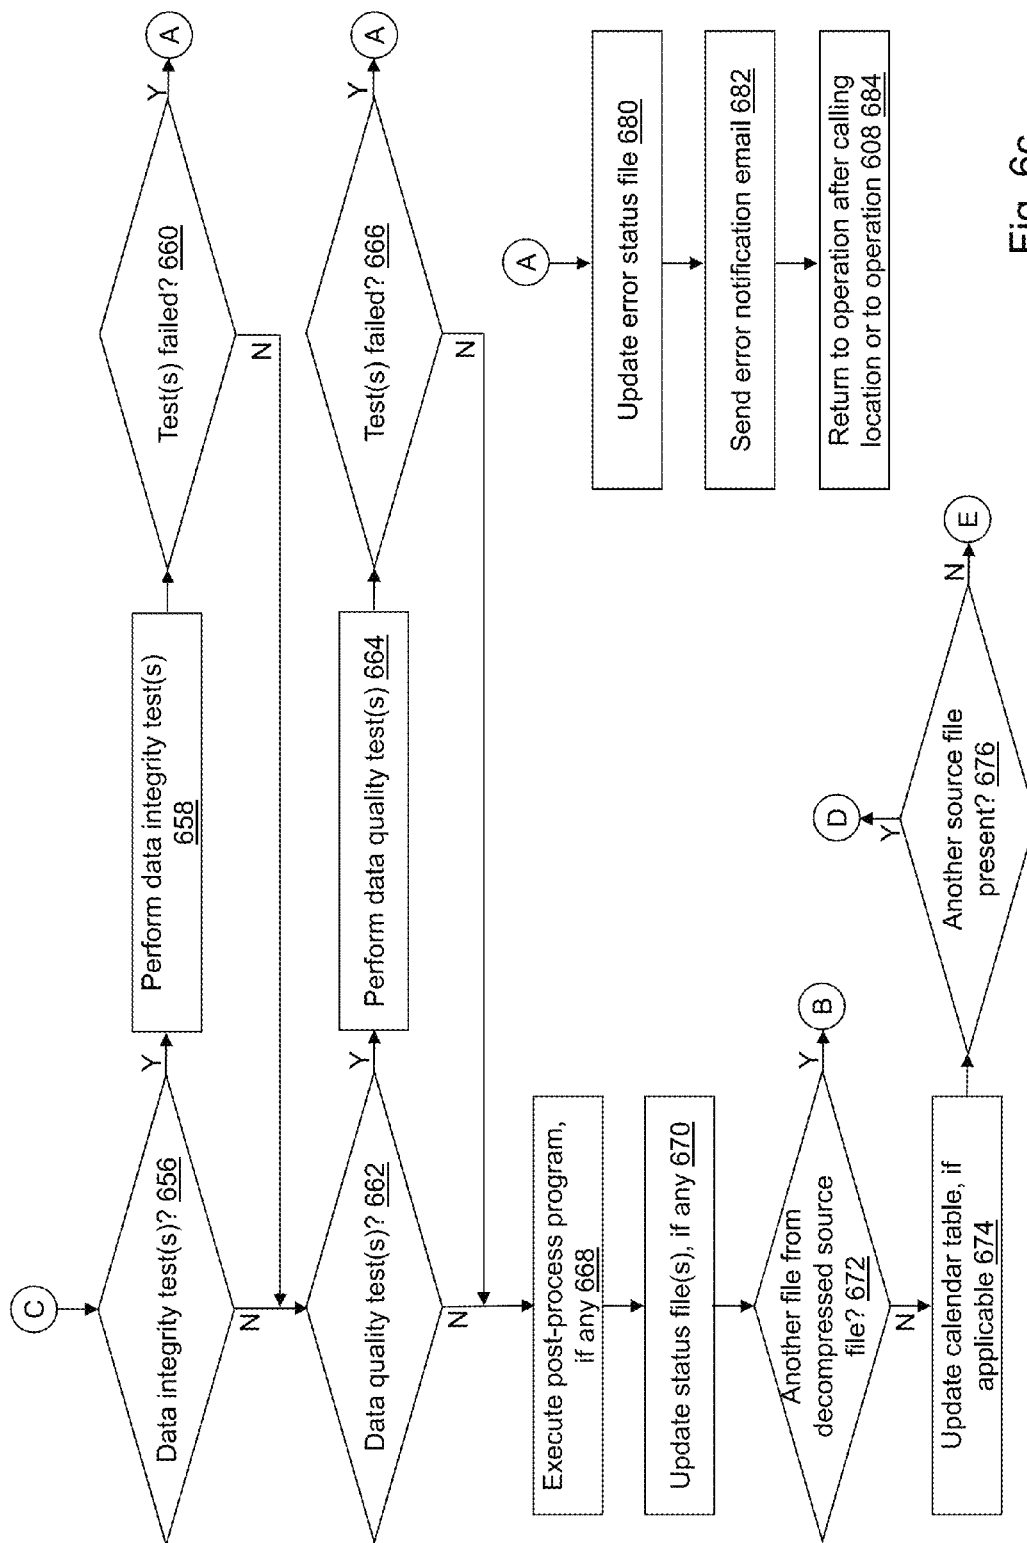 C
Data integrity test(s)? 656
Y
N
Perform data integrity test(s)
658
Test(s) failed? 660
Y
A
N
Data quality test(s)? 662
Y
N
Perform data quality test(s) 664
Test(s) failed? 666
Y
A
N
Execute post-process program,
if any 668
Update status file(s), if any 670
Another file from
decompressed source
file? 672
Y
B
N
Update calendar table, if
applicable 674
Another source file
present? 676
Y
D
N
E
A
Update error status file 680
Send error notification email 682
Return to operation after calling
location or to operation 608 684
Fig. 6c